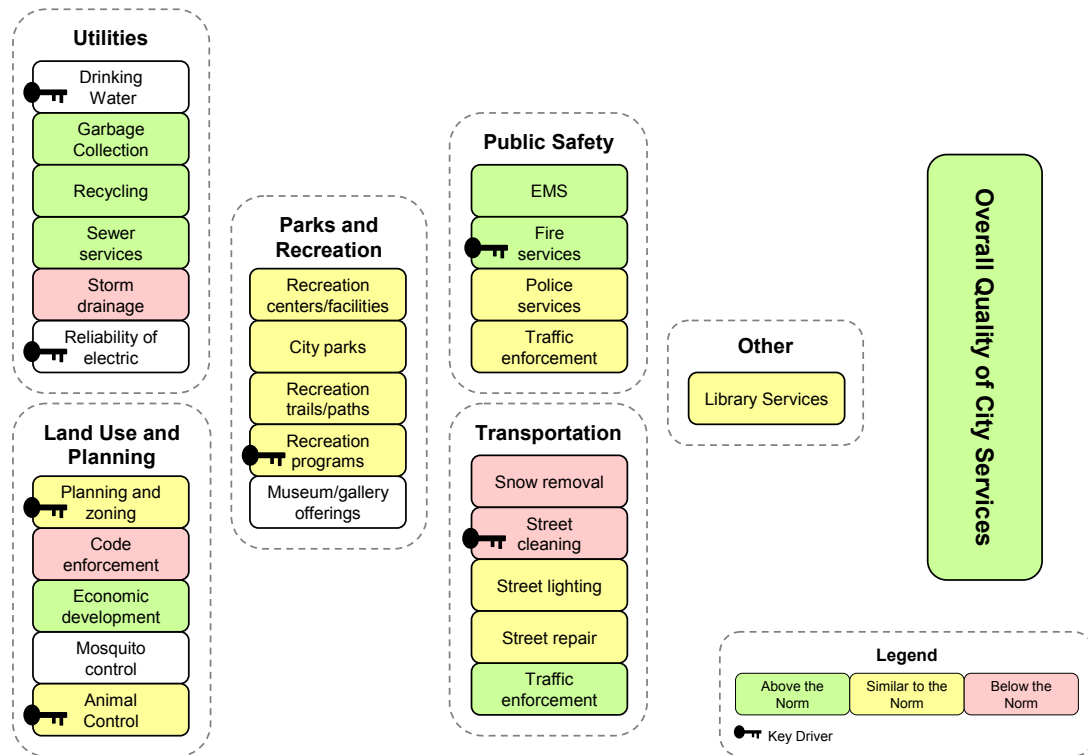 Utilities
Drinking
Water
Garbage
Collection
Recycling
Sewer
services
Storm
drainage
Reliability of
electric
Land Use and
Planning
Planning and
zoning
Code
enforcement
Economic
development
Mosquito
control
Animal
Control
Parks and
Recreation
Recreation
centers/facilities
City parks
Recreation
trails/paths
Recreation
programs
Museum/gallery
offerings
Public Safety
EMS
Fire
services
Police
services
Traffic
enforcement
Transportation
Snow removal
Street
cleaning
Street lighting
Street repair
Traffic
enforcement
Other
Library Services
Overall Quality of City Services
Legend
Above the
Norm
Similar to the
Norm
Below the
Norm
Key Driver